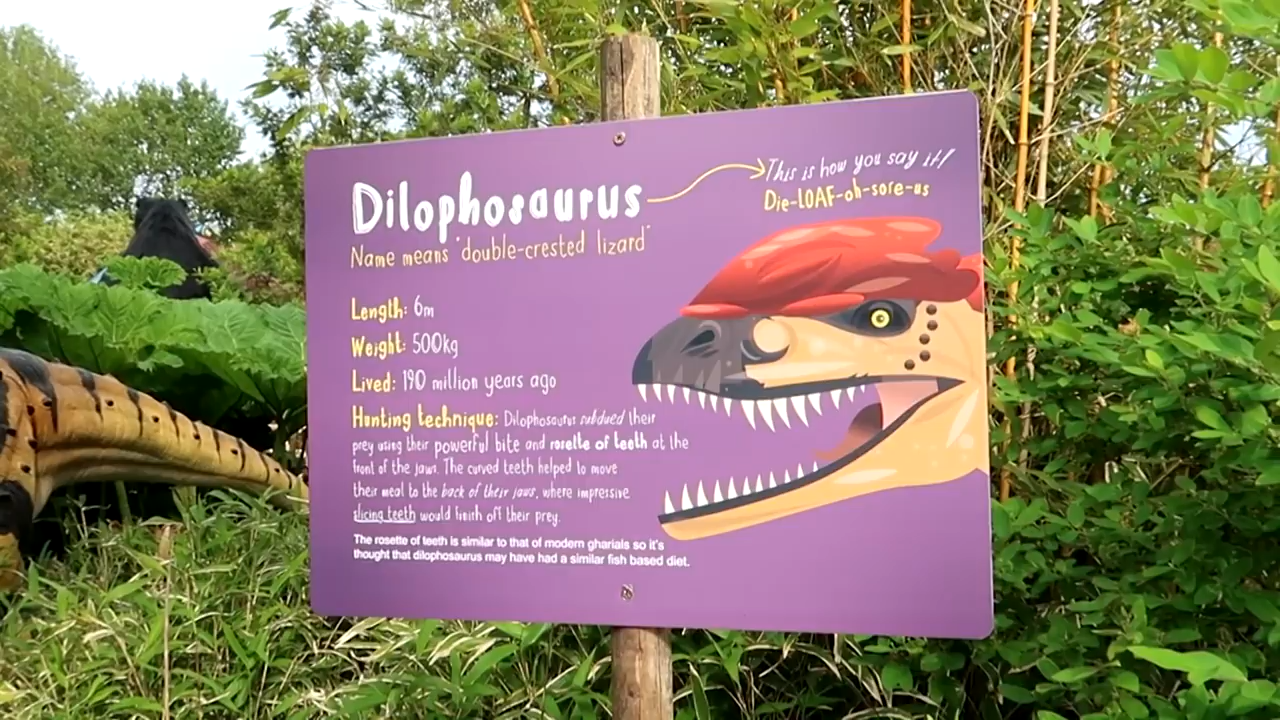 Dilophosaurus
This is how you say it!
Die-LOAF-oh-sore-us
Name means 'double-crested lizard'
Length: 6m
Weight: 500kg
Lived: 190 million years ago
Hunting technique: Dilophosaurus subdued their
prey using their powerful bite and rosette of teeth at the
front of the jaws. The curved teeth helped to move
their meal to the back of their jaws, where impressive
slicing teeth would finish off their prey.
The rosette of teeth is similar to that of modern gharials so it's
thought that dilophosaurus may have had a similar fish based diet.